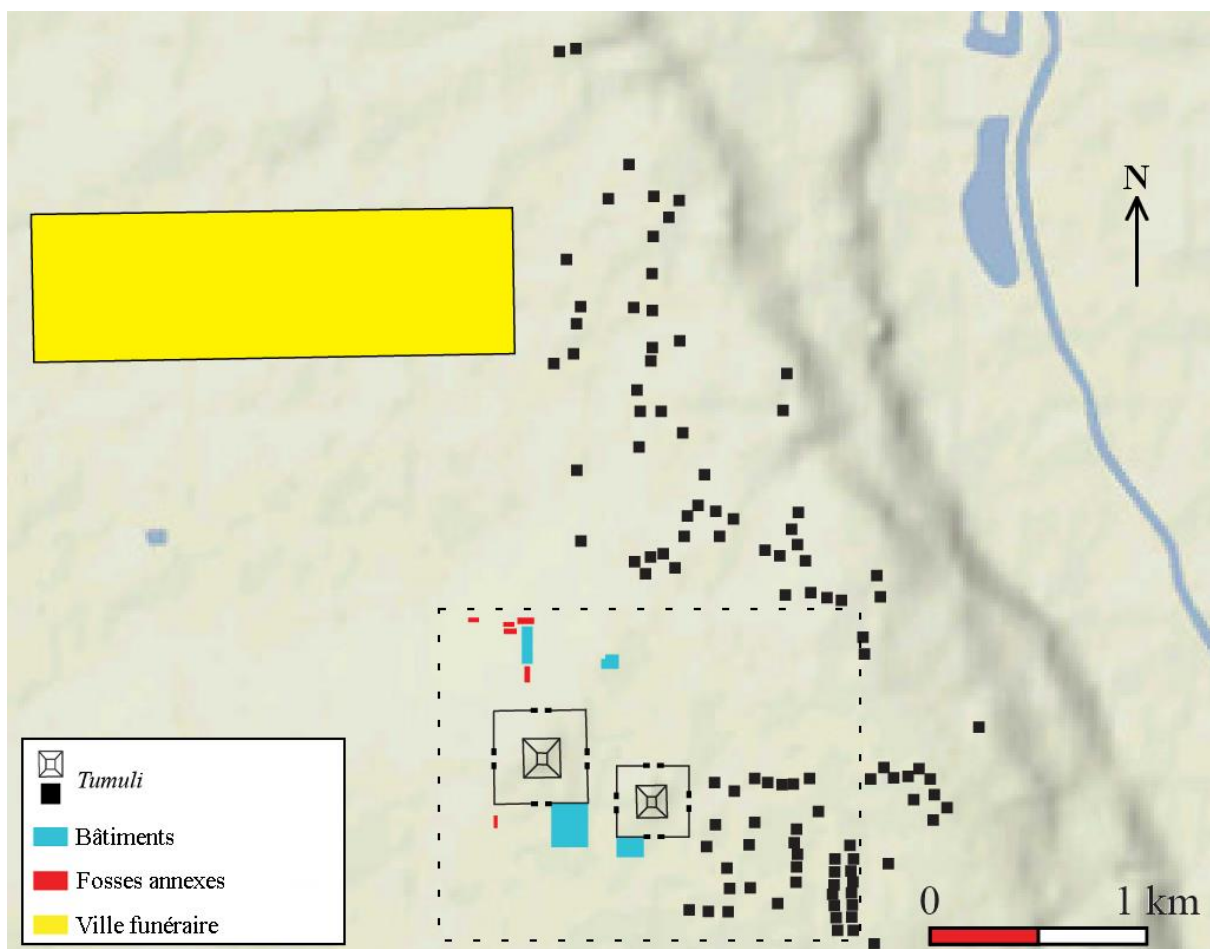 N
Tumuli
Bâtiments
Fosses annexes
Ville funéraire
0 1 km